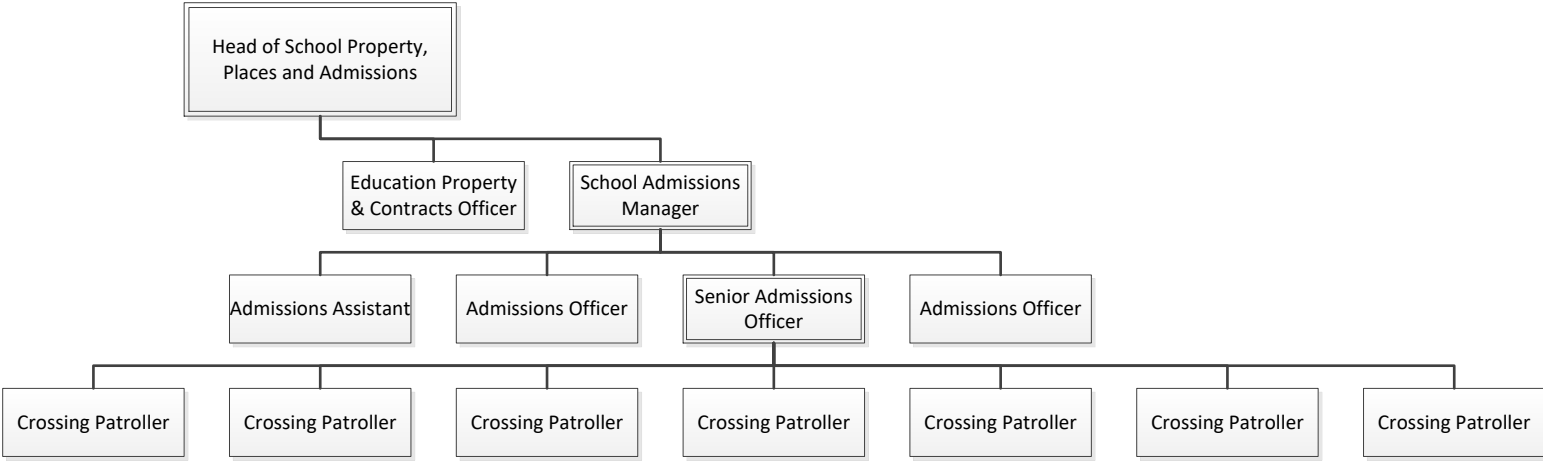 Head of School Property,
Places and Admissions
Education Property
& Contracts Officer
School Admissions
Manager
Admissions Assistant
Admissions Officer
Senior Admissions
Officer
Admissions Officer
Crossing Patroller
Crossing Patroller
Crossing Patroller
Crossing Patroller
Crossing Patroller
Crossing Patroller
Crossing Patroller